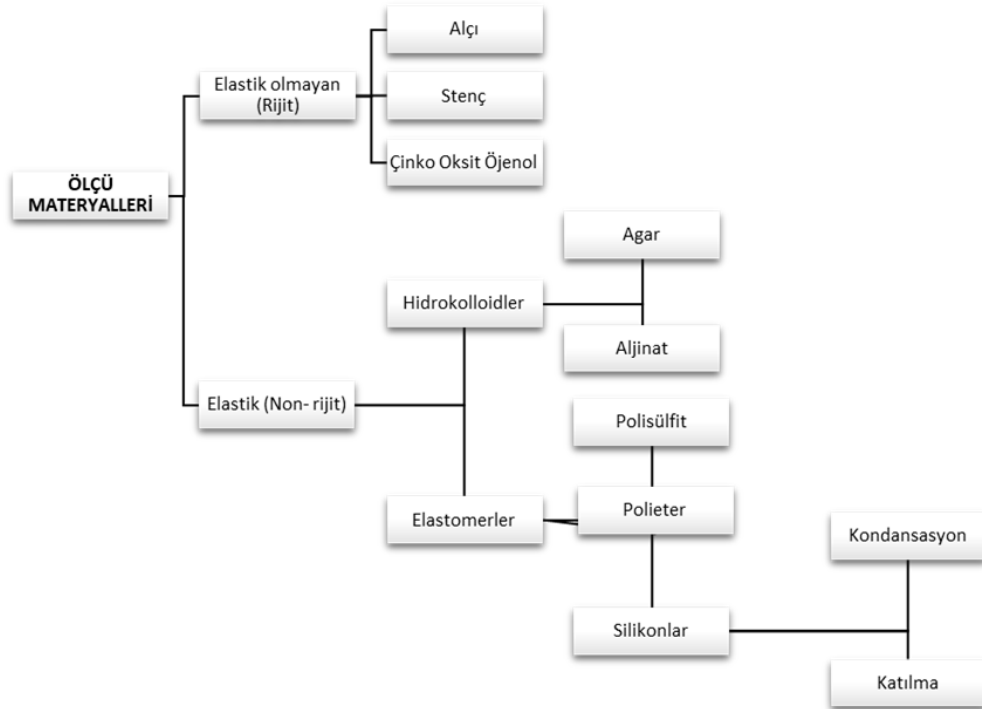 ÖLÇÜ
MATERYALLERİ
Elastik olmayan
(Rijit)
Alçı
Stenç
Çinko Oksit Öjenol
Elastik (Non- rijit)
Hidrokolloidler
Agar
Aljinat
Elastomerler
Polisülfit
Polieter
Silikonlar
Kondansasyon
Katılma